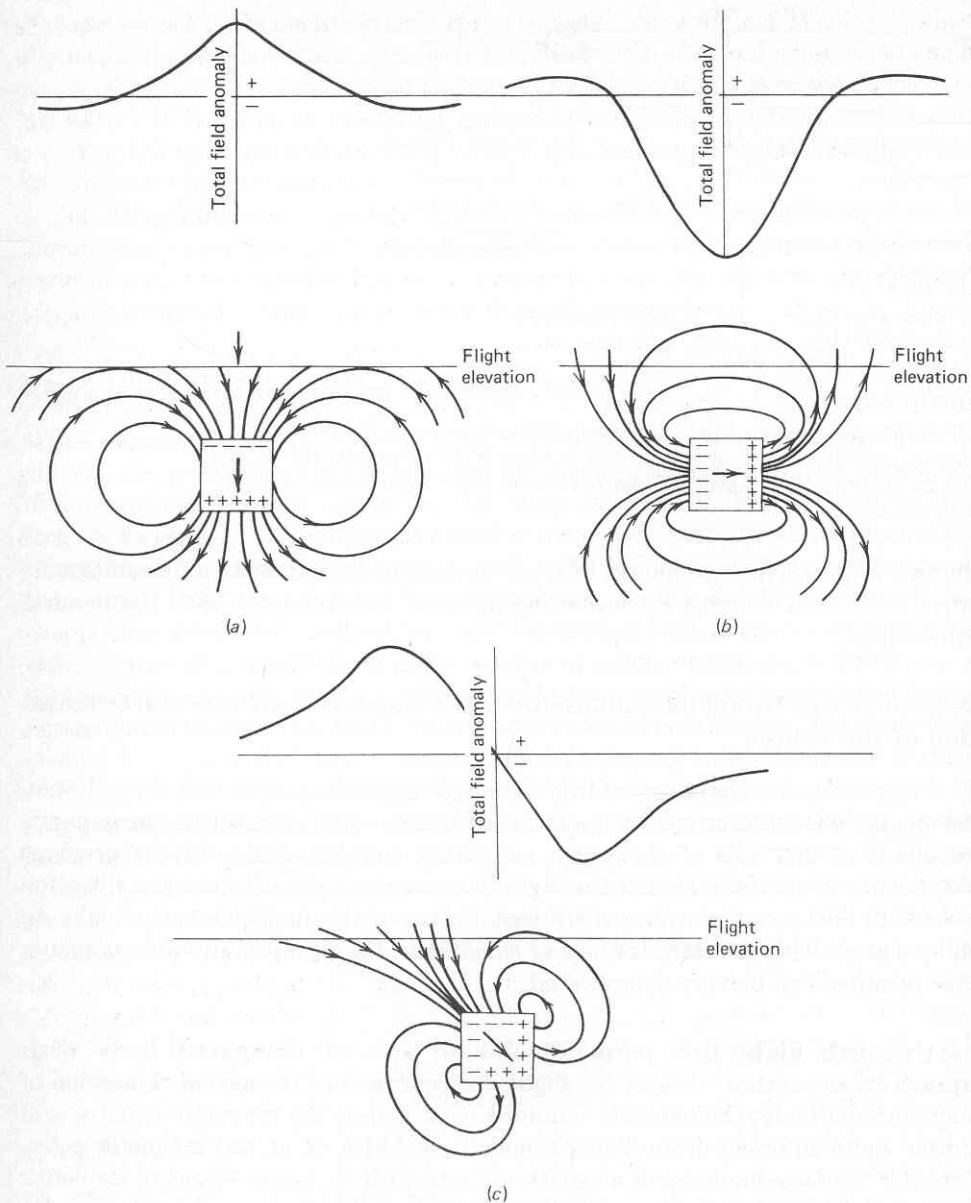 Total field anomaly
+
−
Total field anomaly
+
−
Flight
elevation
− − − −
+ + + + +
(a)
Flight
elevation
− − − −
+ + + + + + +
(b)
Total field anomaly
+
−
Flight
elevation
(c)